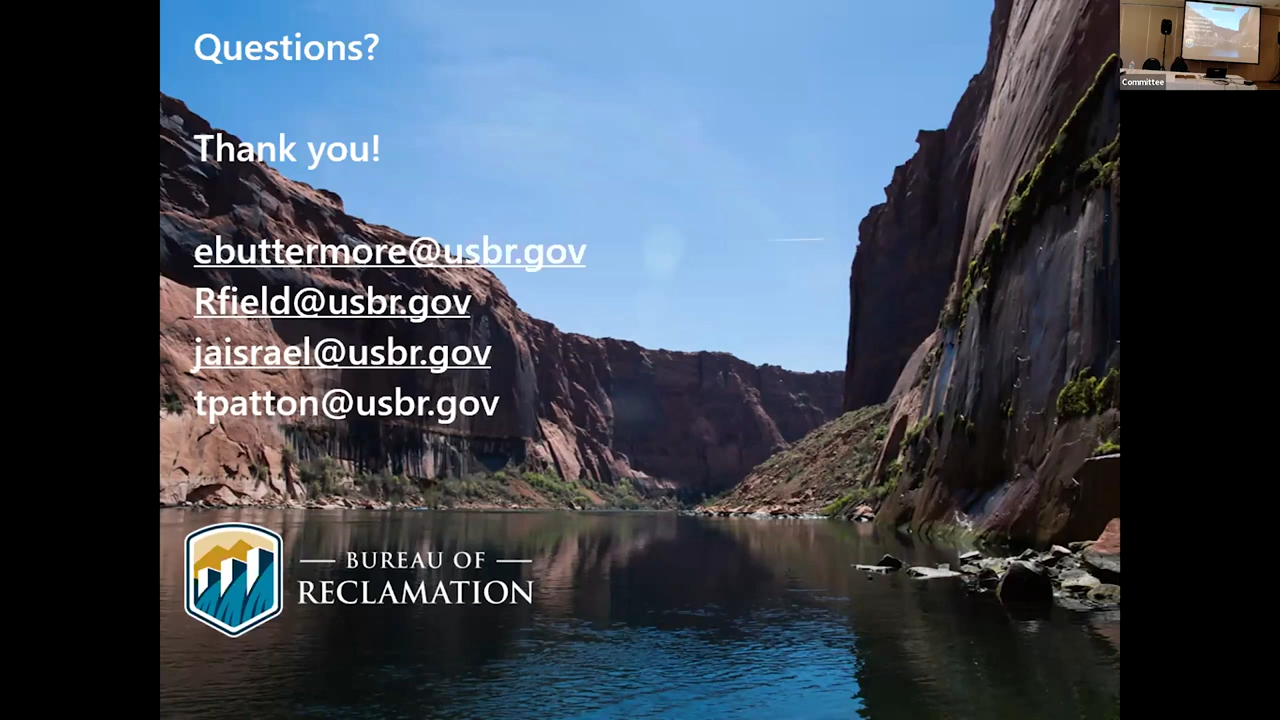 Questions?
Thank you!
ebuttermore@usbr.gov
Rfield@usbr.gov
jaisrael@usbr.gov
tpatton@usbr.gov
BUREAU OF
RECLAMATION
Committee